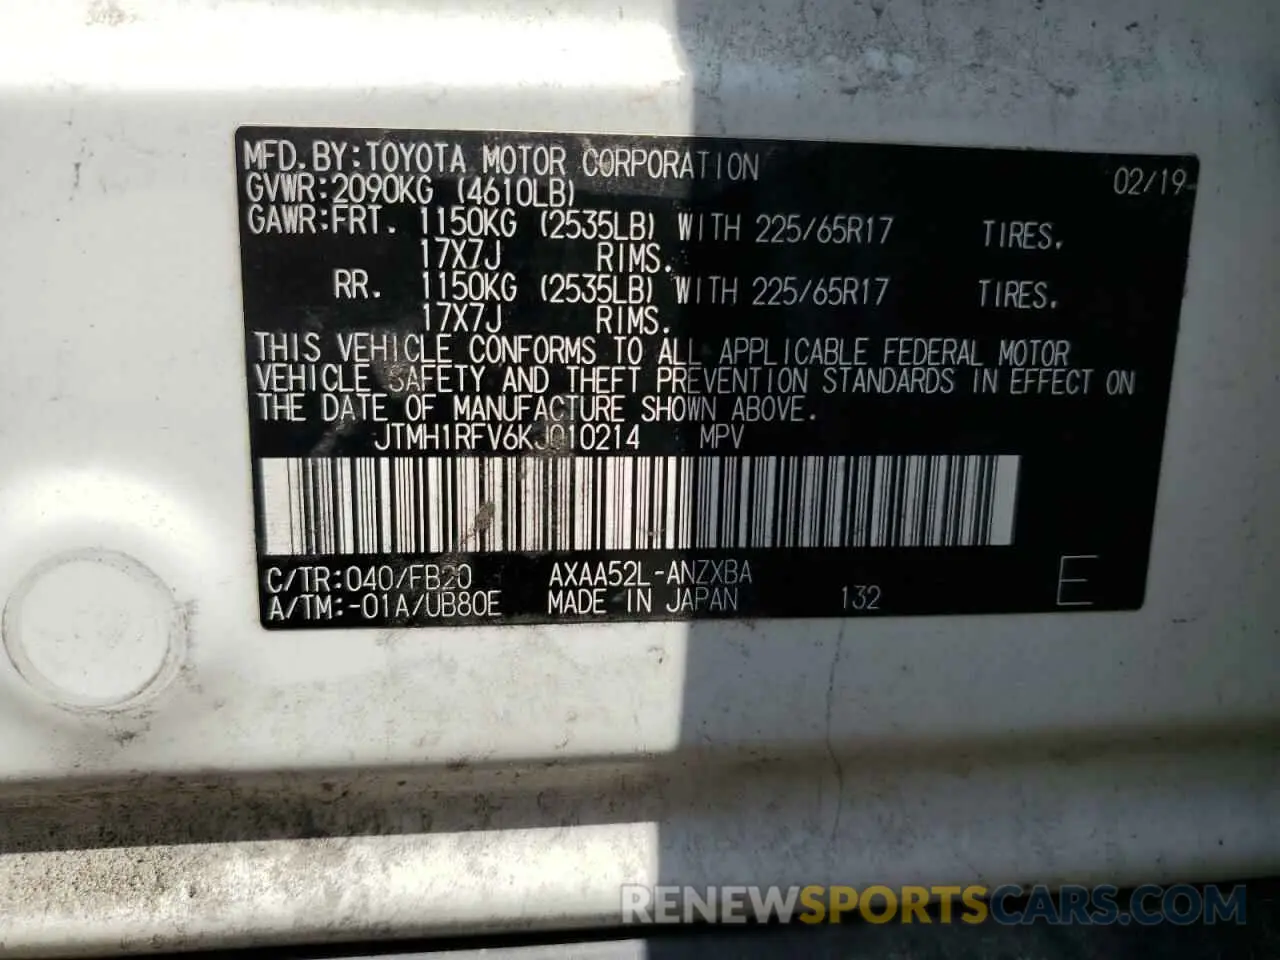 MFD.BY:TOYOTA MOTOR CORPORATION 02/19
GVWR:2090KG (4610LB)
GAWR:FRT. 1150KG (2535LB) WITH 225/65R17 TIRES,
17X7J RIMS.
RR. 1150KG (2535LB) WITH 225/65R17 TIRES,
17X7J RIMS.
THIS VEHICLE CONFORMS TO ALL APPLICABLE FEDERAL MOTOR
VEHICLE SAFETY AND THEFT PREVENTION STANDARDS IN EFFECT ON
THE DATE OF MANUFACTURE SHOWN ABOVE.
JTMH1RFV6KJ010214 MPV
C/TR:040/FB20 AXAA52L-ANZXBA
A/TM:-01A/UB80E MADE IN JAPAN 132 E
RENEWSPORTSCARS.COM